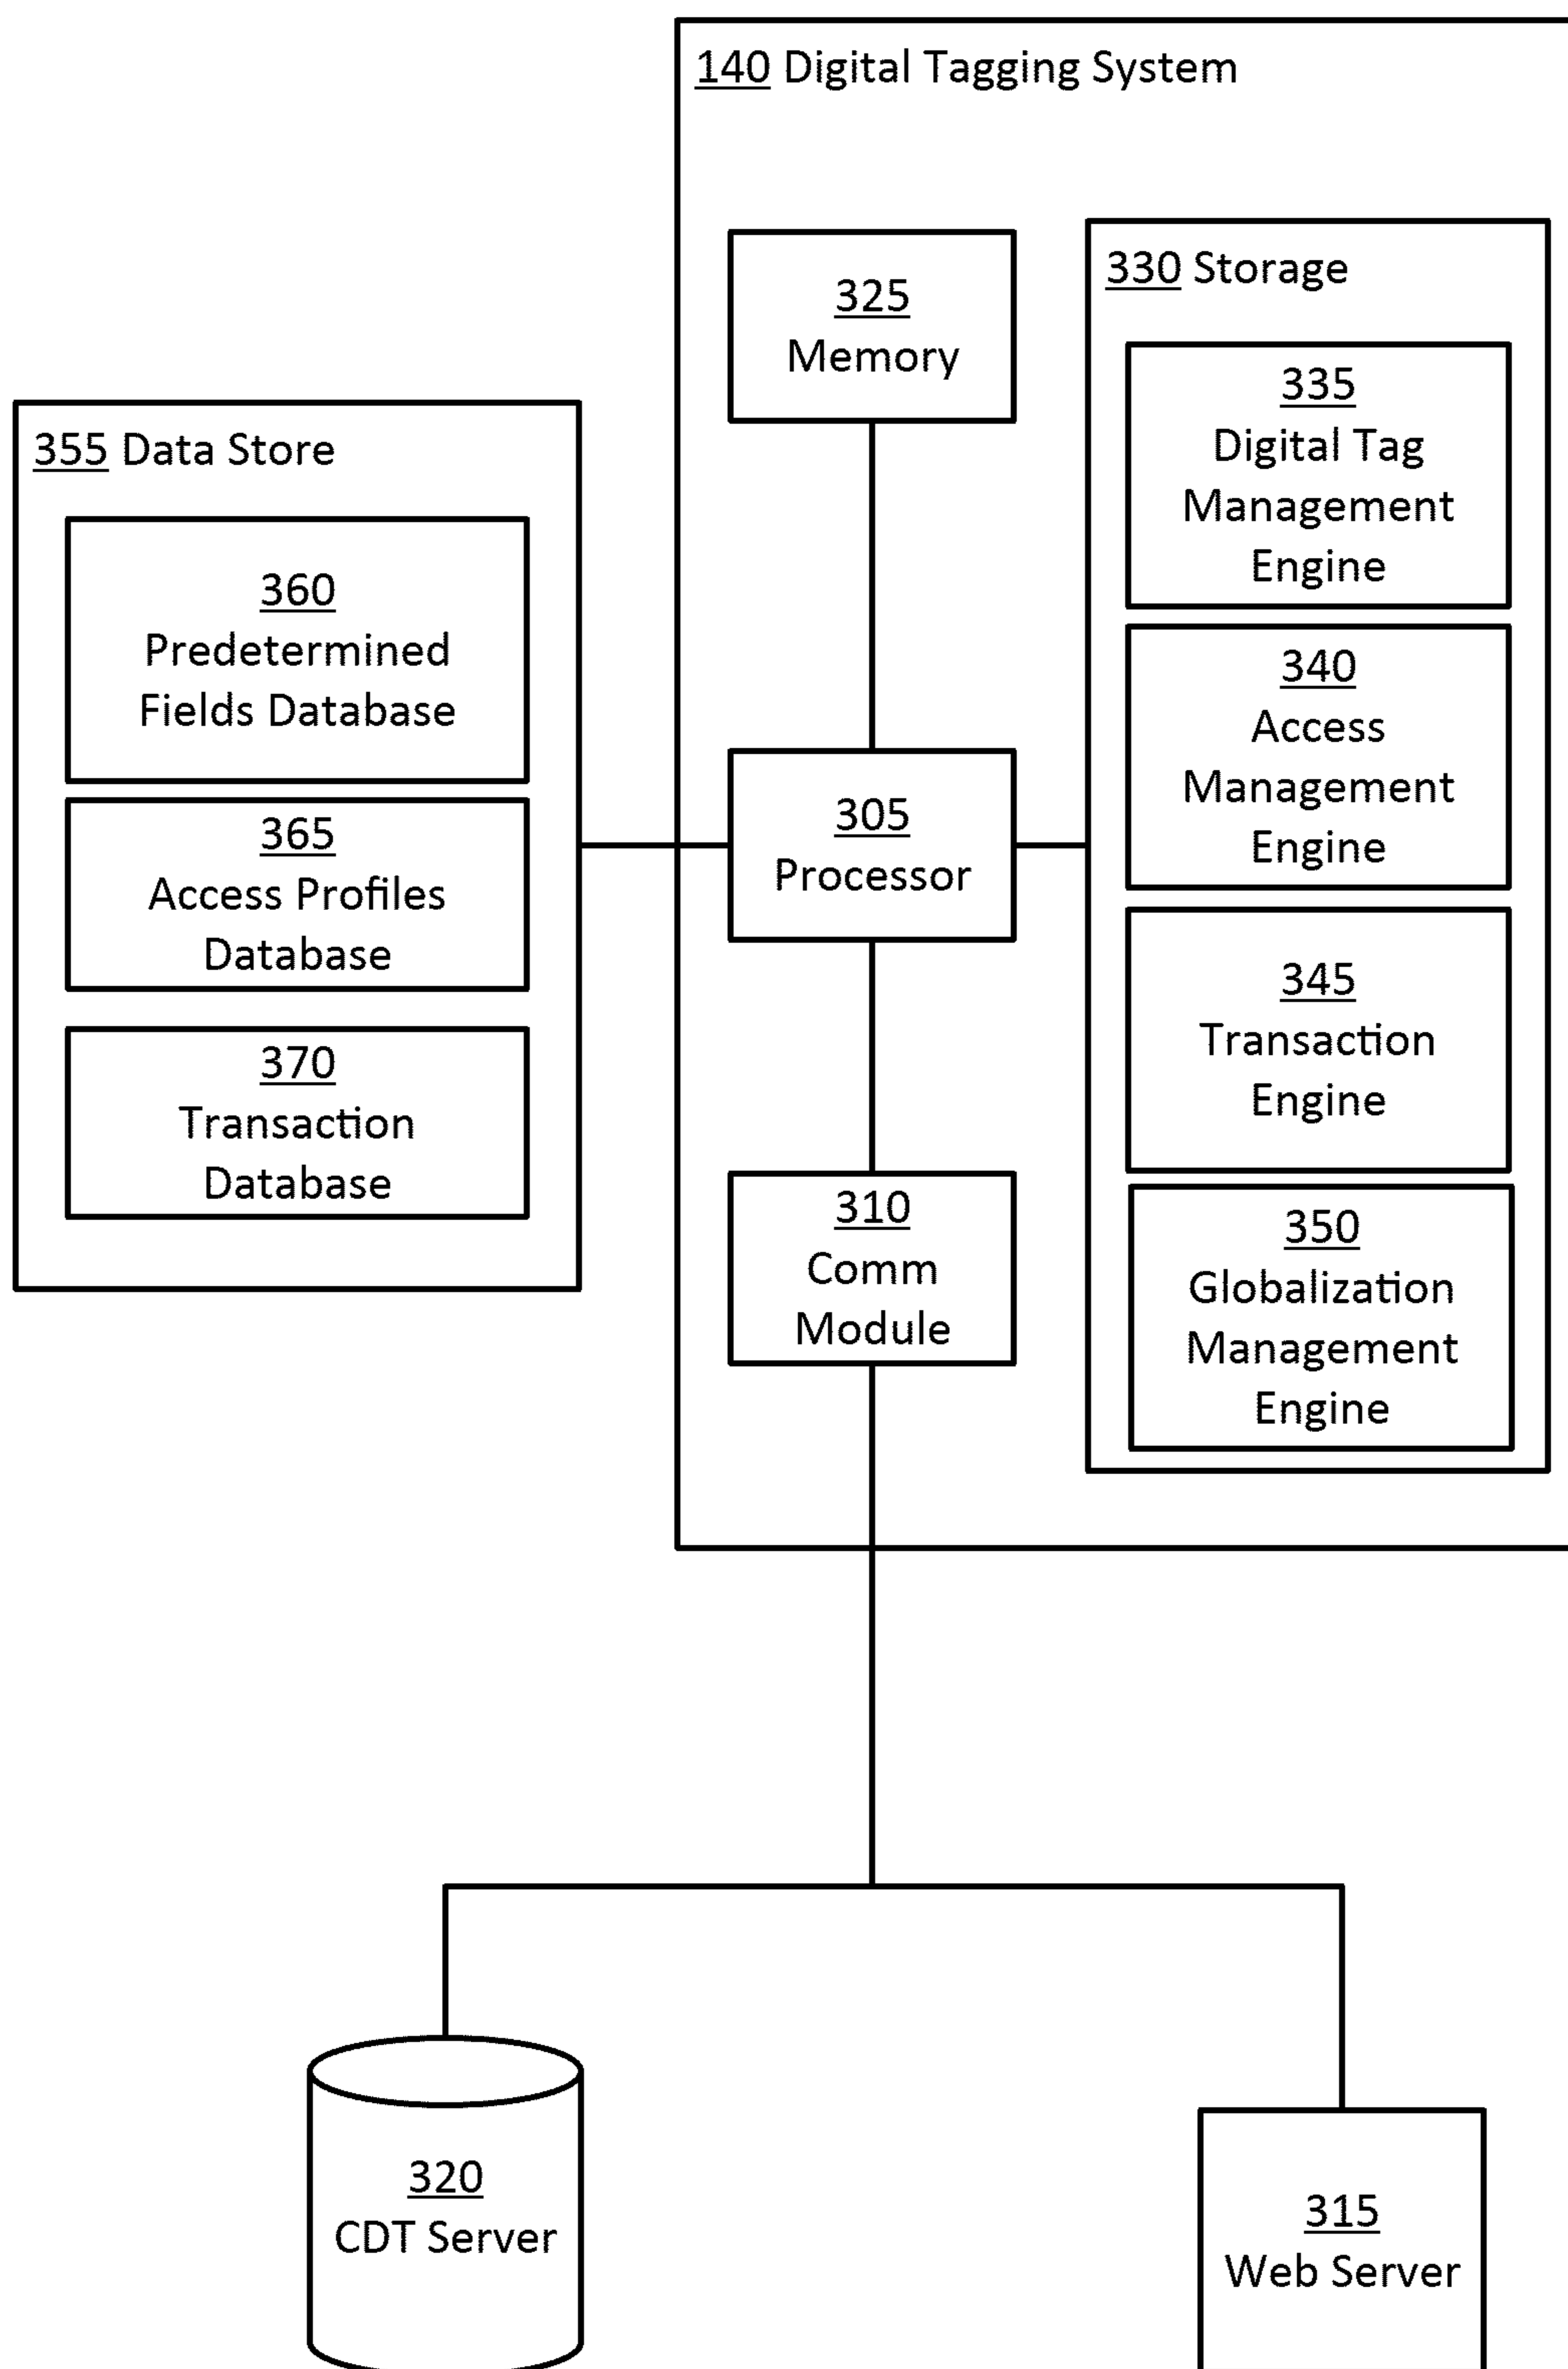 140 Digital Tagging System
325
Memory
330 Storage
335
Digital Tag
Management
Engine
355 Data Store
360
Predetermined
Fields Database
340
Access
Management
Engine
305
Processor
365
Access Profiles
Database
345
Transaction
Engine
370
Transaction
Database
310
Comm
Module
350
Globalization
Management
Engine
320
CDT Server
315
Web Server